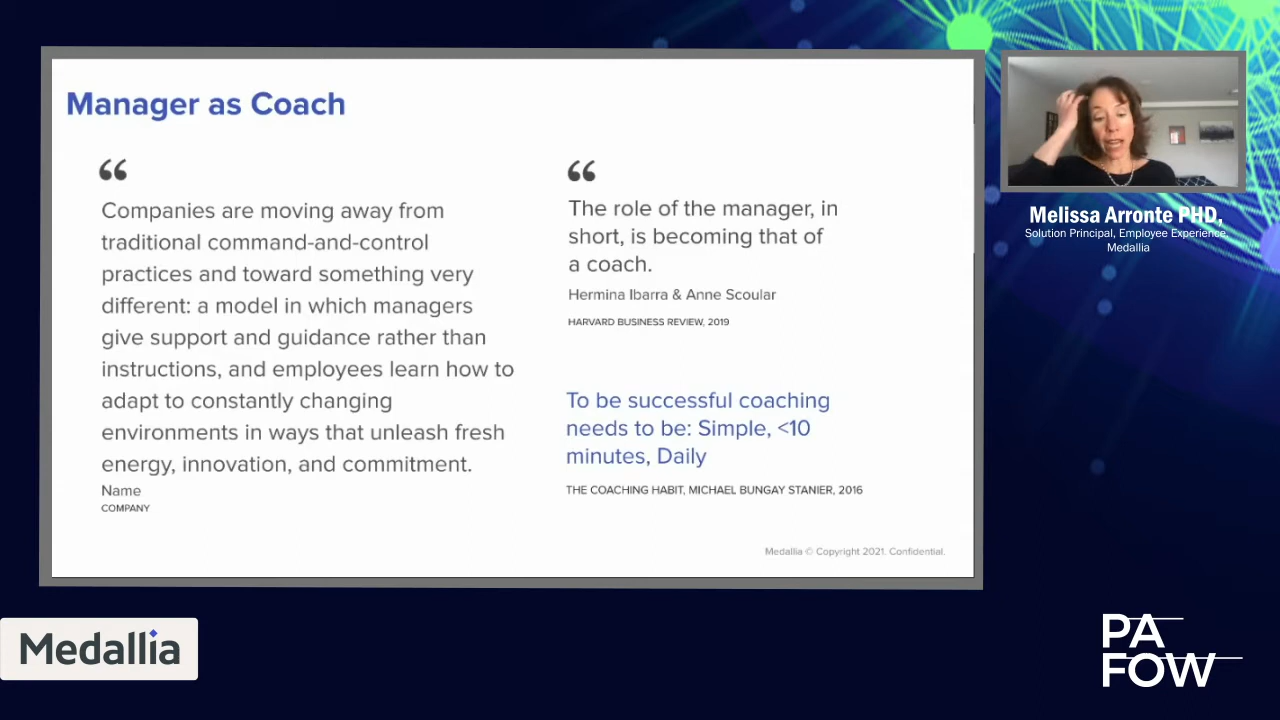 Manager as Coach
“
Companies are moving away from
traditional command-and-control
practices and toward something very
different: a model in which managers
give support and guidance rather than
instructions, and employees learn how to
adapt to constantly changing
environments in ways that unleash fresh
energy, innovation, and commitment.
Name
COMPANY
“
The role of the manager, in
short, is becoming that of
a coach.
Hermina Ibarra & Anne Scoular
HARVARD BUSINESS REVIEW, 2019
To be successful coaching
needs to be: Simple, <10
minutes, Daily
THE COACHING HABIT, MICHAEL BUNGAY STANIER, 2016
Medallia © Copyright 2021. Confidential.
Melissa Arronte PHD,
Solution Principal, Employee Experience,
Medallia
Medallia
PA
FOW